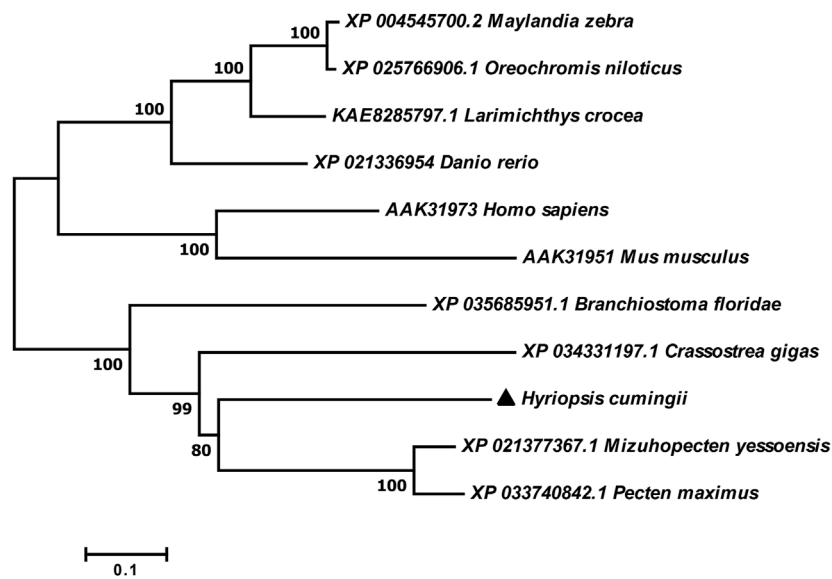 100
XP 004545700.2 Maylandia zebra
100
XP 025766906.1 Oreochromis niloticus
100
KAE8285797.1 Larimichthys crocea
XP 021336954 Danio rerio
AAK31973 Homo sapiens
100
AAK31951 Mus musculus
XP 035685951.1 Branchiostoma floridae
100
XP 034331197.1 Crassostrea gigas
99
Hyriopsis cumingii
80
XP 021377367.1 Mizuhopecten yessoensis
100
XP 033740842.1 Pecten maximus
0.1